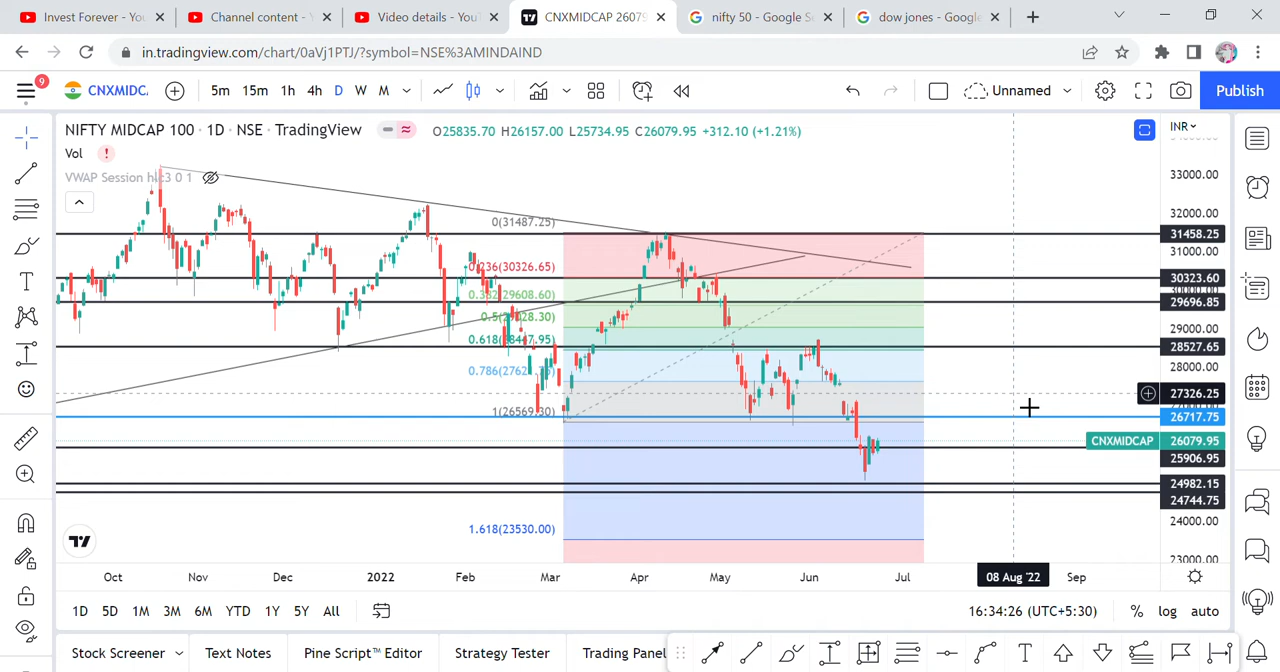 Invest Forever - You
Channel content - Y
Video details - YouT
CNXMIDCAP 26079
nifty 50 - Google S
dow jones - Google
in.tradingview.com/chart/0aVj1PTJ/?symbol=NSE%3AMINDAIND
9
CNXMIDC. 5m 15m 1h 4h D W M Unnamed Publish
NIFTY MIDCAP 100 · 1D · NSE · TradingView O25835.70 H26157.00 L25734.95 C26079.95 +312.10 (+1.21%)
INR
Vol
VWAP Session hlc3 0 1
33000.00
32000.00
0(31487.25)
31458.25
31000.00
0.236(30326.65)
30323.60
0.382(29608.60)
29696.85
0.5(29028.30)
29000.00
0.618(28447.95)
28527.65
28000.00
27326.25
1(26569.30)
26717.75
CNXMIDCAP 26079.95
25906.95
24982.15
24744.75
1.618(23530.00)
24000.00
23000.00
Oct Nov Dec 2022 Feb Mar Apr May Jun Jul 08 Aug '22 Sep
1D 5D 1M 3M 6M YTD 1Y 5Y All 16:34:26 (UTC+5:30) % log auto
Stock Screener Text Notes Pine Script™ Editor Strategy Tester Trading Panel